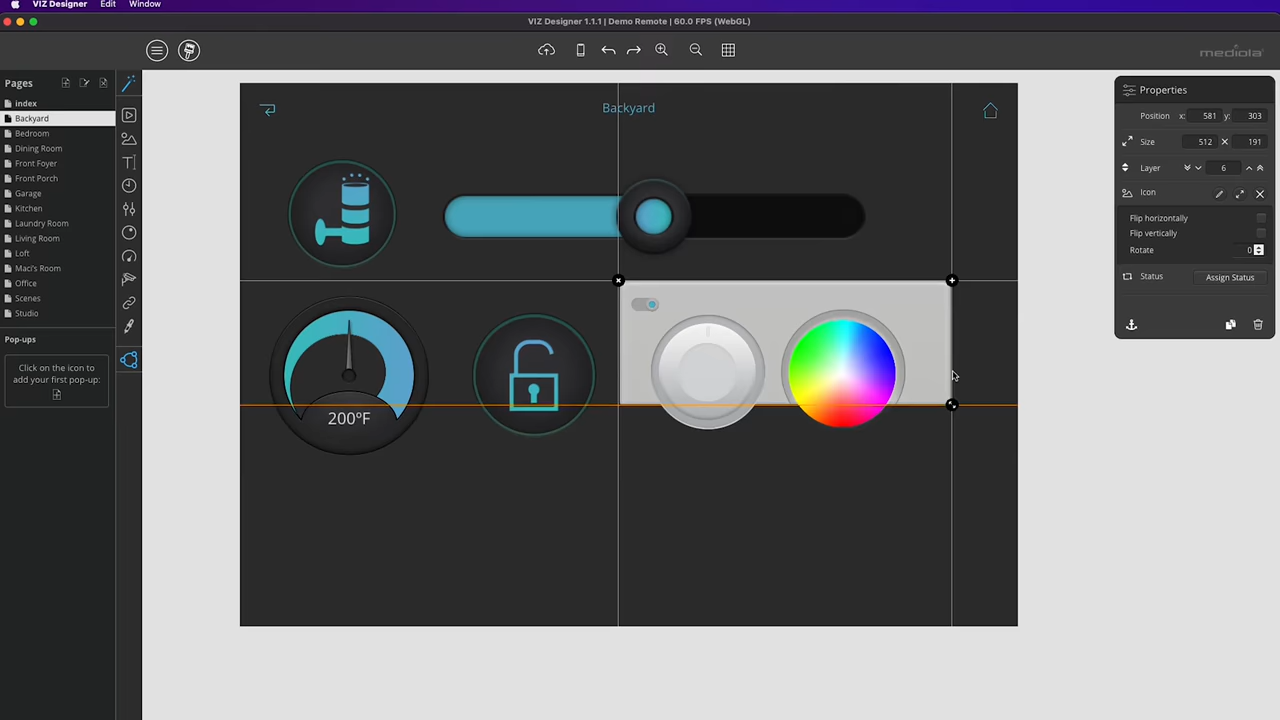 VIZ Designer Edit Window
VIZ Designer 1.1.1 | Demo Remote | 60.0 FPS (WebGL)
mediola
Pages
index
Backyard
Bedroom
Dining Room
Front Foyer
Front Porch
Garage
Kitchen
Laundry Room
Living Room
Loft
Maci's Room
Office
Scenes
Studio
Pop-ups
Click on the icon to
add your first pop-up:
Backyard
200°F
Properties
Position x: 581 y: 303
Size 512 X 191
Layer 6
Icon
Flip horizontally
Flip vertically
Rotate 0
Status Assign Status